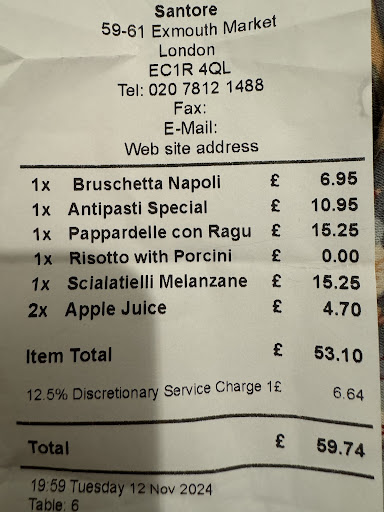 Santore
59-61 Exmouth Market
London
EC1R 4QL
Tel: 020 7812 1488
Fax:
E-Mail:
Web site address
1x Bruschetta Napoli £ 6.95
1x Antipasti Special £ 10.95
1x Pappardelle con Ragu £ 15.25
1x Risotto with Porcini £ 0.00
1x Scialatielli Melanzane £ 15.25
2x Apple Juice £ 4.70
Item Total £ 53.10
12.5% Discretionary Service Charge 1£ 6.64
Total £ 59.74
19:59 Tuesday 12 Nov 2024
Table: 6